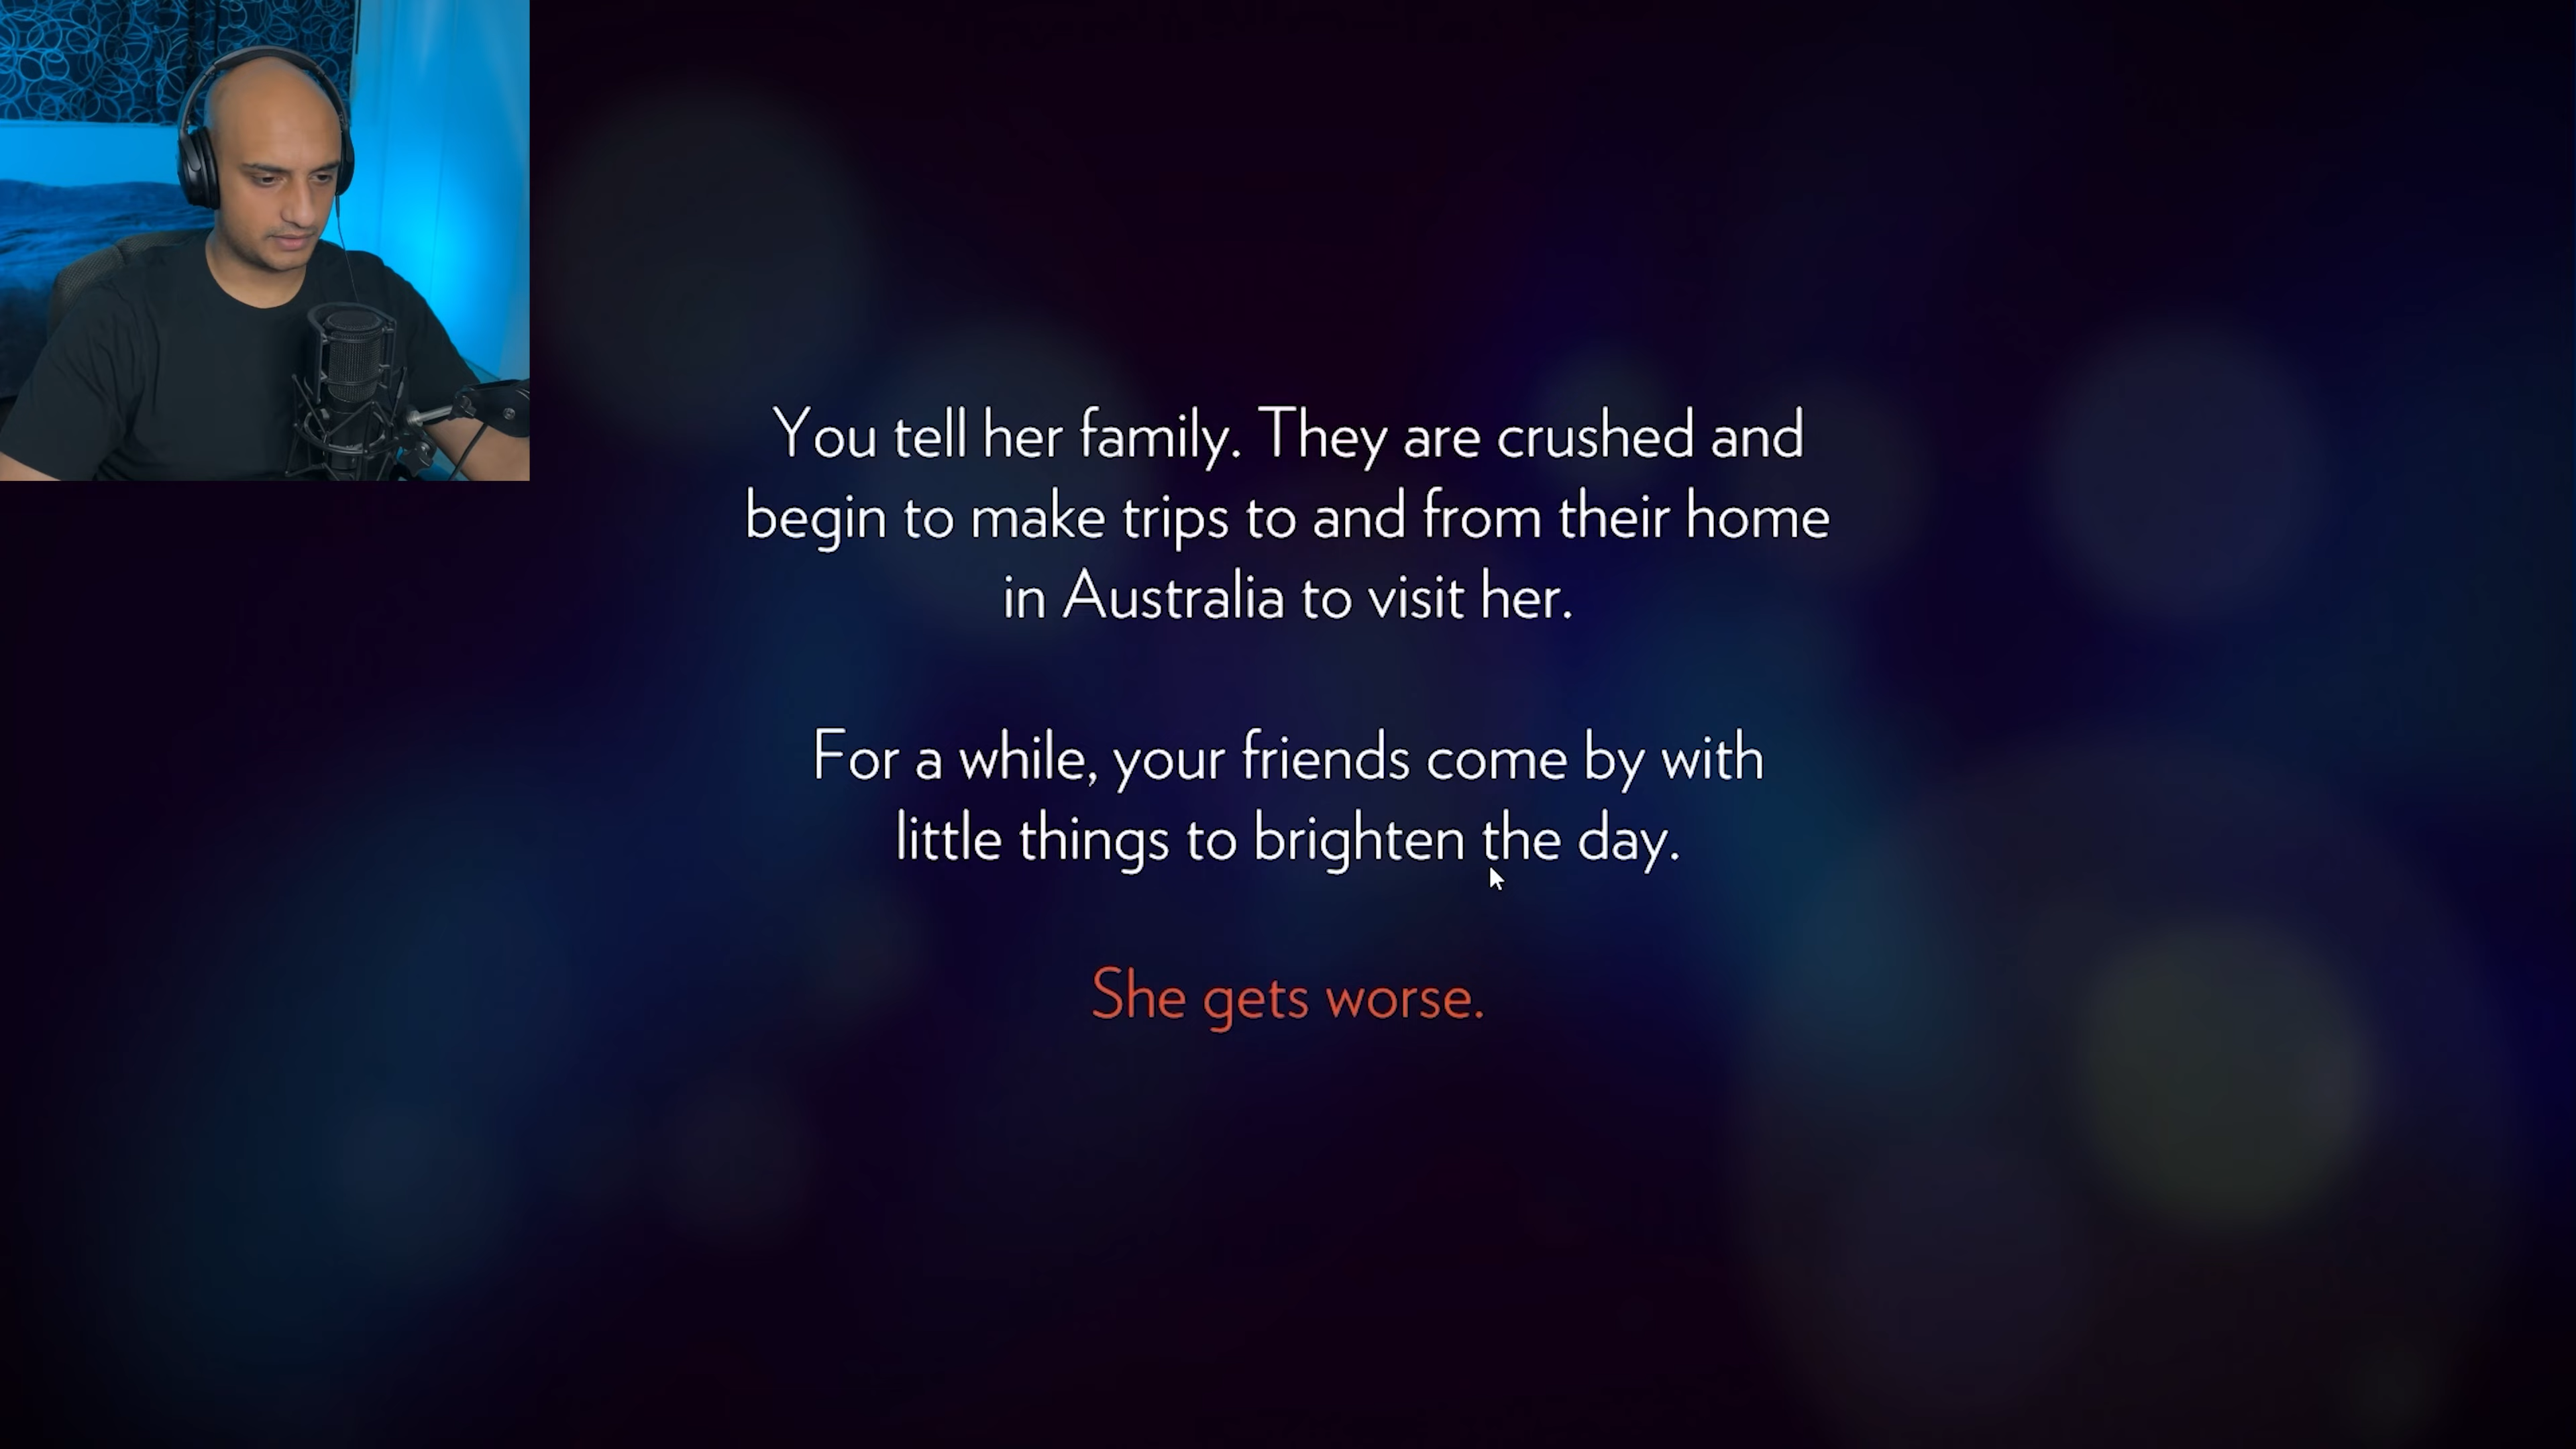 You tell her family. They are crushed and
begin to make trips to and from their home
in Australia to visit her.
For a while, your friends come by with
little things to brighten the day.
She gets worse.